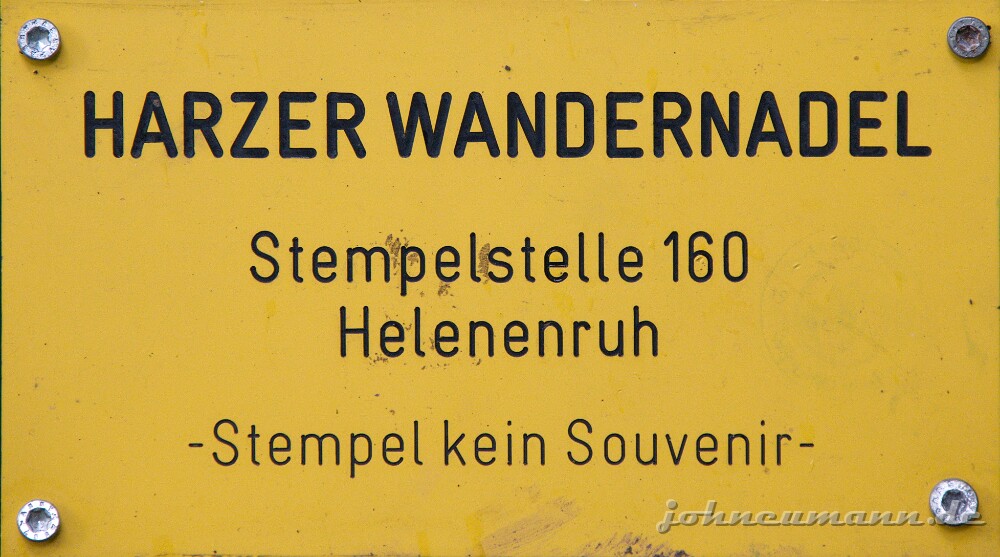 HARZER WANDERNADEL
Stempelstelle 160
Helenenruh
-Stempel kein Souvenir-
johneumann.de